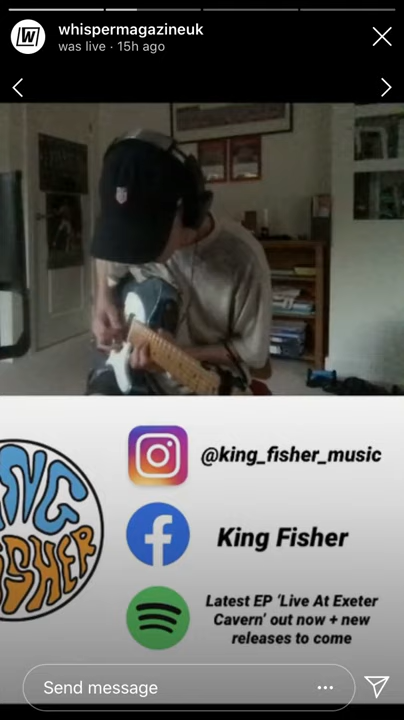 whispermagazineuk
was live · 15h ago
@king_fisher_music
NG
King Fisher
Latest EP 'Live At Exeter
Cavern' out now + new
releases to come
Send message